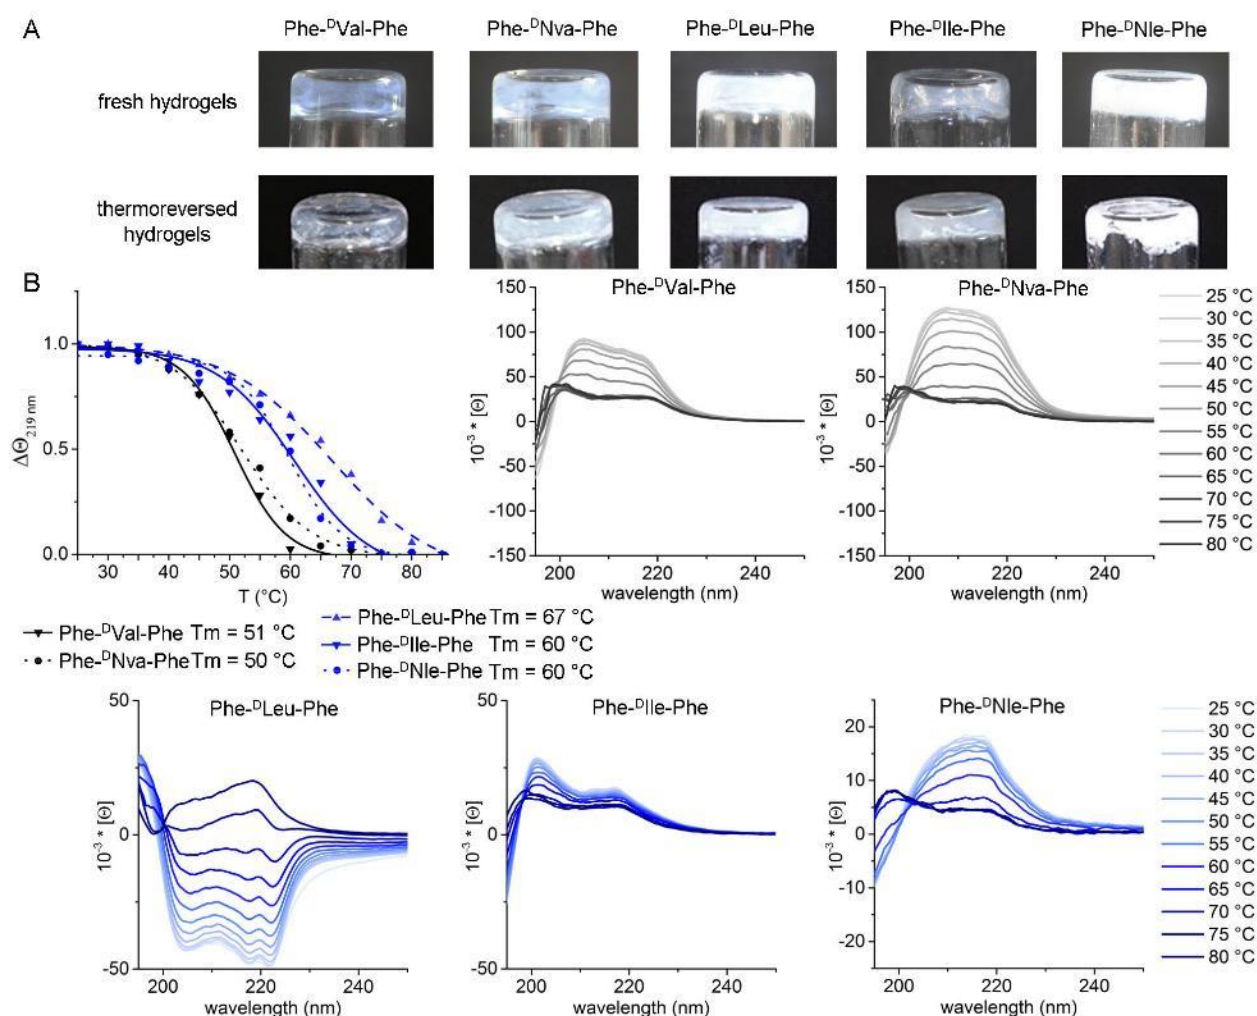 A
Phe-ᴰVal-Phe
Phe-ᴰNva-Phe
Phe-ᴰLeu-Phe
Phe-ᴰIle-Phe
Phe-ᴰNle-Phe
fresh hydrogels
thermoreversed
hydrogels
B
1.0
0.5
0.0
ΔΘ219 nm
30
40
50
60
70
80
T (°C)
Phe-ᴰVal-Phe
150
100
50
0
-50
-100
-150
10⁻³ * [Θ]
200
220
240
wavelength (nm)
Phe-ᴰNva-Phe
150
100
50
0
-50
-100
-150
10⁻³ * [Θ]
200
220
240
wavelength (nm)
25 °C
30 °C
35 °C
40 °C
45 °C
50 °C
55 °C
60 °C
65 °C
70 °C
75 °C
80 °C
Phe-ᴰVal-Phe Tm = 51 °C
Phe-ᴰNva-Phe Tm = 50 °C
Phe-ᴰLeu-Phe Tm = 67 °C
Phe-ᴰIle-Phe Tm = 60 °C
Phe-ᴰNle-Phe Tm = 60 °C
Phe-ᴰLeu-Phe
50
0
-50
10⁻³ * [Θ]
200
220
240
wavelength (nm)
Phe-ᴰIle-Phe
50
0
-50
10⁻³ * [Θ]
200
220
240
wavelength (nm)
Phe-ᴰNle-Phe
20
10
0
-10
-20
10⁻³ * [Θ]
200
220
240
wavelength (nm)
25 °C
30 °C
35 °C
40 °C
45 °C
50 °C
55 °C
60 °C
65 °C
70 °C
75 °C
80 °C